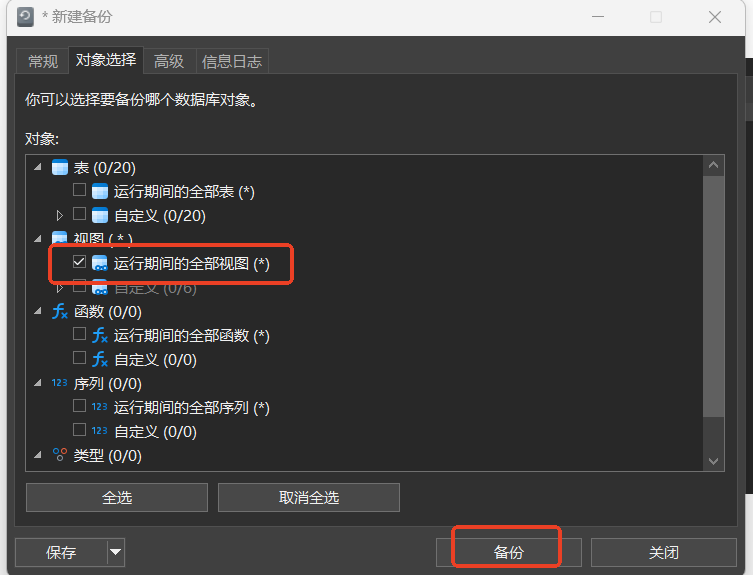 * 新建备份
常规 对象选择 高级 信息日志
你可以选择要备份哪个数据库对象。
对象:
表 (0/20)
运行期间的全部表 (*)
自定义 (0/20)
视图 (*)
运行期间的全部视图 (*)
自定义 (0/6)
函数 (0/0)
运行期间的全部函数 (*)
自定义 (0/0)
序列 (0/0)
运行期间的全部序列 (*)
自定义 (0/0)
类型 (0/0)
全选 取消全选
保存 备份 关闭